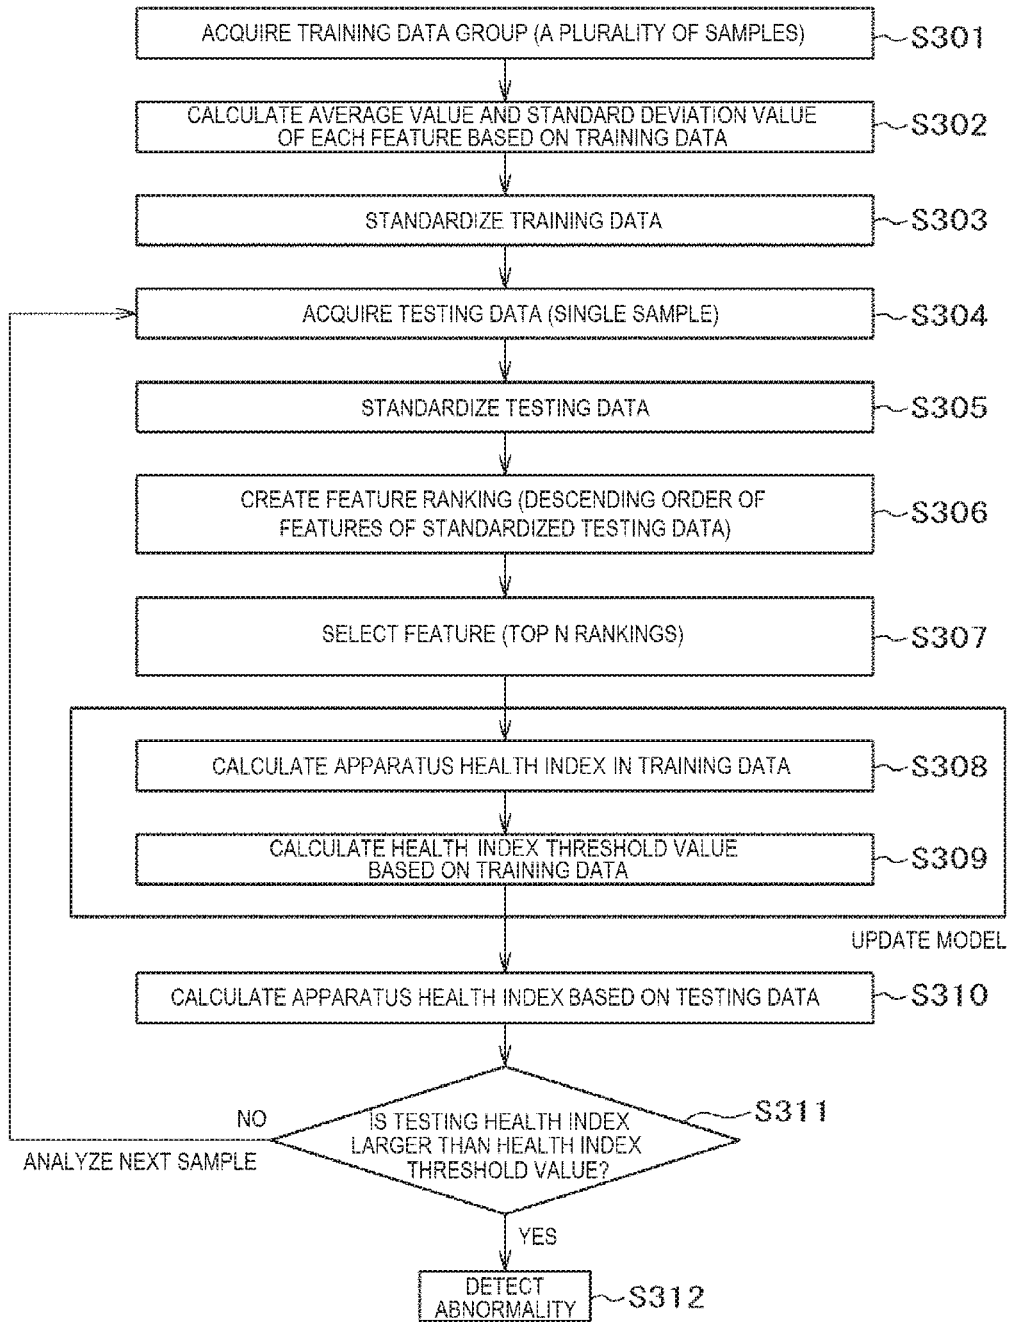 ACQUIRE TRAINING DATA GROUP (A PLURALITY OF SAMPLES)
S301
CALCULATE AVERAGE VALUE AND STANDARD DEVIATION VALUE
OF EACH FEATURE BASED ON TRAINING DATA
S302
STANDARDIZE TRAINING DATA
S303
ACQUIRE TESTING DATA (SINGLE SAMPLE)
S304
STANDARDIZE TESTING DATA
S305
CREATE FEATURE RANKING (DESCENDING ORDER OF
FEATURES OF STANDARDIZED TESTING DATA)
S306
SELECT FEATURE (TOP N RANKINGS)
S307
CALCULATE APPARATUS HEALTH INDEX IN TRAINING DATA
S308
CALCULATE HEALTH INDEX THRESHOLD VALUE
BASED ON TRAINING DATA
S309
UPDATE MODEL
CALCULATE APPARATUS HEALTH INDEX BASED ON TESTING DATA
S310
IS TESTING HEALTH INDEX
LARGER THAN HEALTH INDEX
THRESHOLD VALUE?
S311
NO
ANALYZE NEXT SAMPLE
YES
DETECT
ABNORMALITY
S312